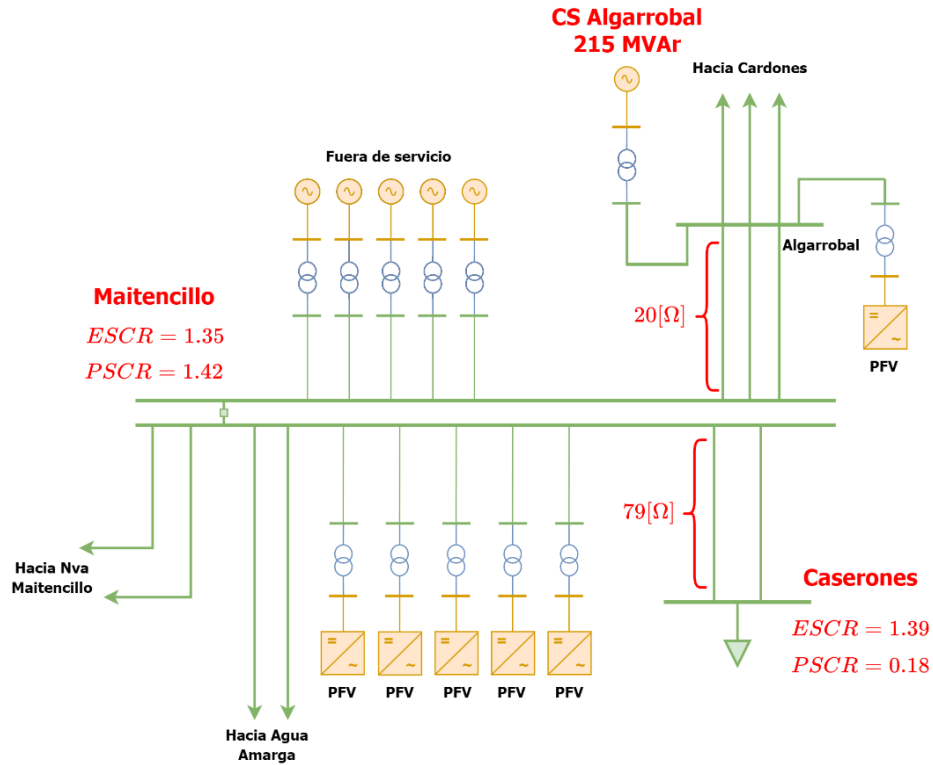 CS Algarrobal
215 MVAr
Hacia Cardones
Fuera de servicio
Algarrobal
PFV
Maitencillo
ESCR = 1.35
PSCR = 1.42
20[Ω]
79[Ω]
Hacia Nva
Maitencillo
Caserones
ESCR = 1.39
PSCR = 0.18
PFV PFV PFV PFV PFV
Hacia Agua
Amarga